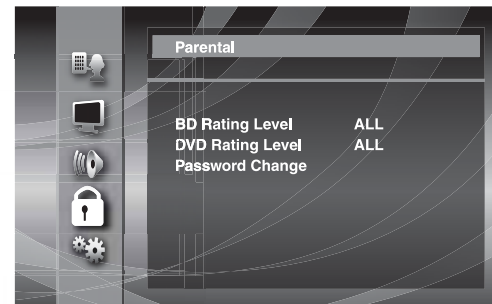 Parental
BD Rating Level ALL
DVD Rating Level ALL
Password Change